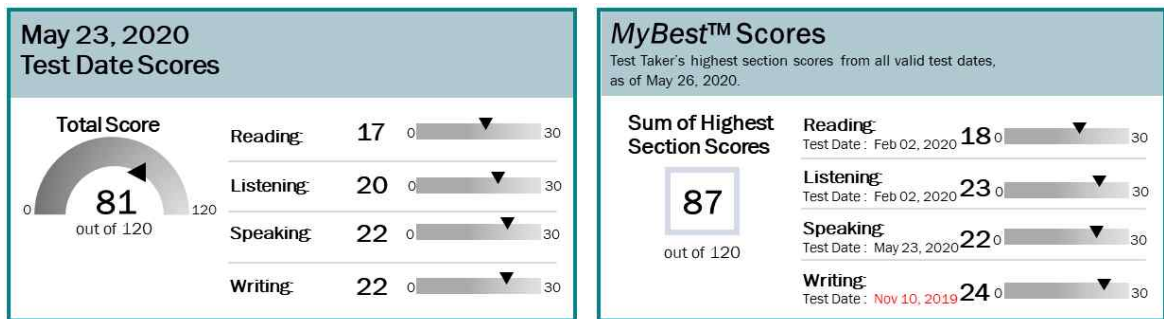 May 23, 2020
Test Date Scores
Total Score
0
120
81
out of 120
Reading: 17 0 30
Listening: 20 0 30
Speaking: 22 0 30
Writing: 22 0 30
MyBest™ Scores
Test Taker's highest section scores from all valid test dates,
as of May 26, 2020.
Sum of Highest
Section Scores
87
out of 120
Reading:
Test Date : Feb 02, 2020 18 0 30
Listening:
Test Date : Feb 02, 2020 23 0 30
Speaking:
Test Date : May 23, 2020 22 0 30
Writing:
Test Date : Nov 10, 2019 24 0 30